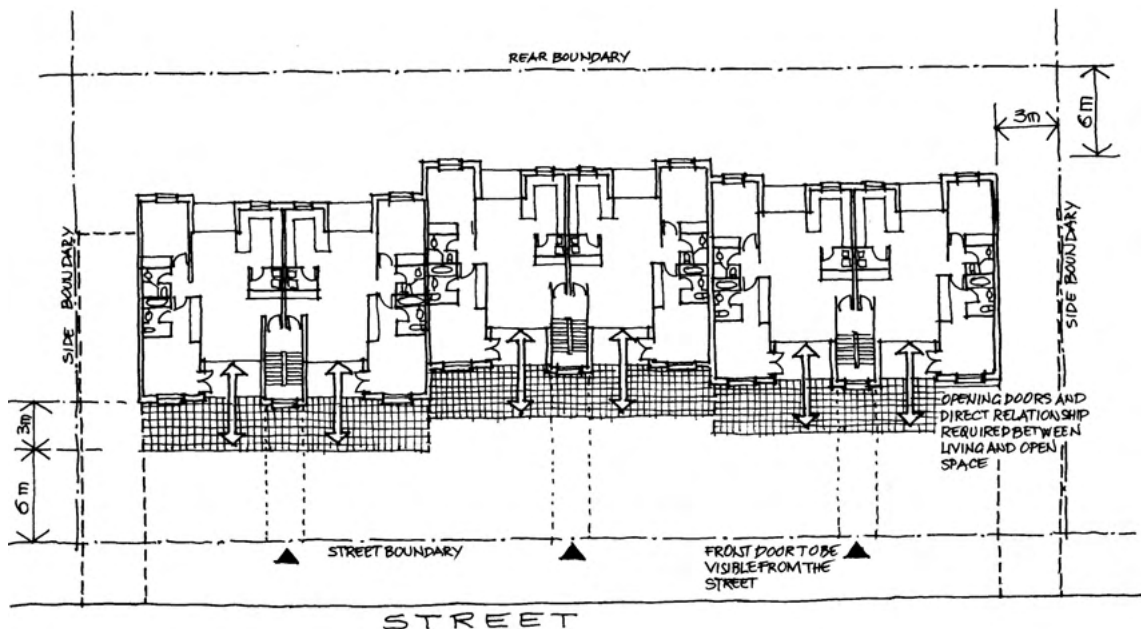 REAR BOUNDARY
6m
3m
SIDE BOUNDARY
SIDE BOUNDARY
3m
6m
OPENING DOORS AND
DIRECT RELATIONSHIP
REQUIRED BETWEEN
LIVING AND OPEN
SPACE
STREET BOUNDARY
FRONT DOOR TO BE
VISIBLE FROM THE
STREET
STREET